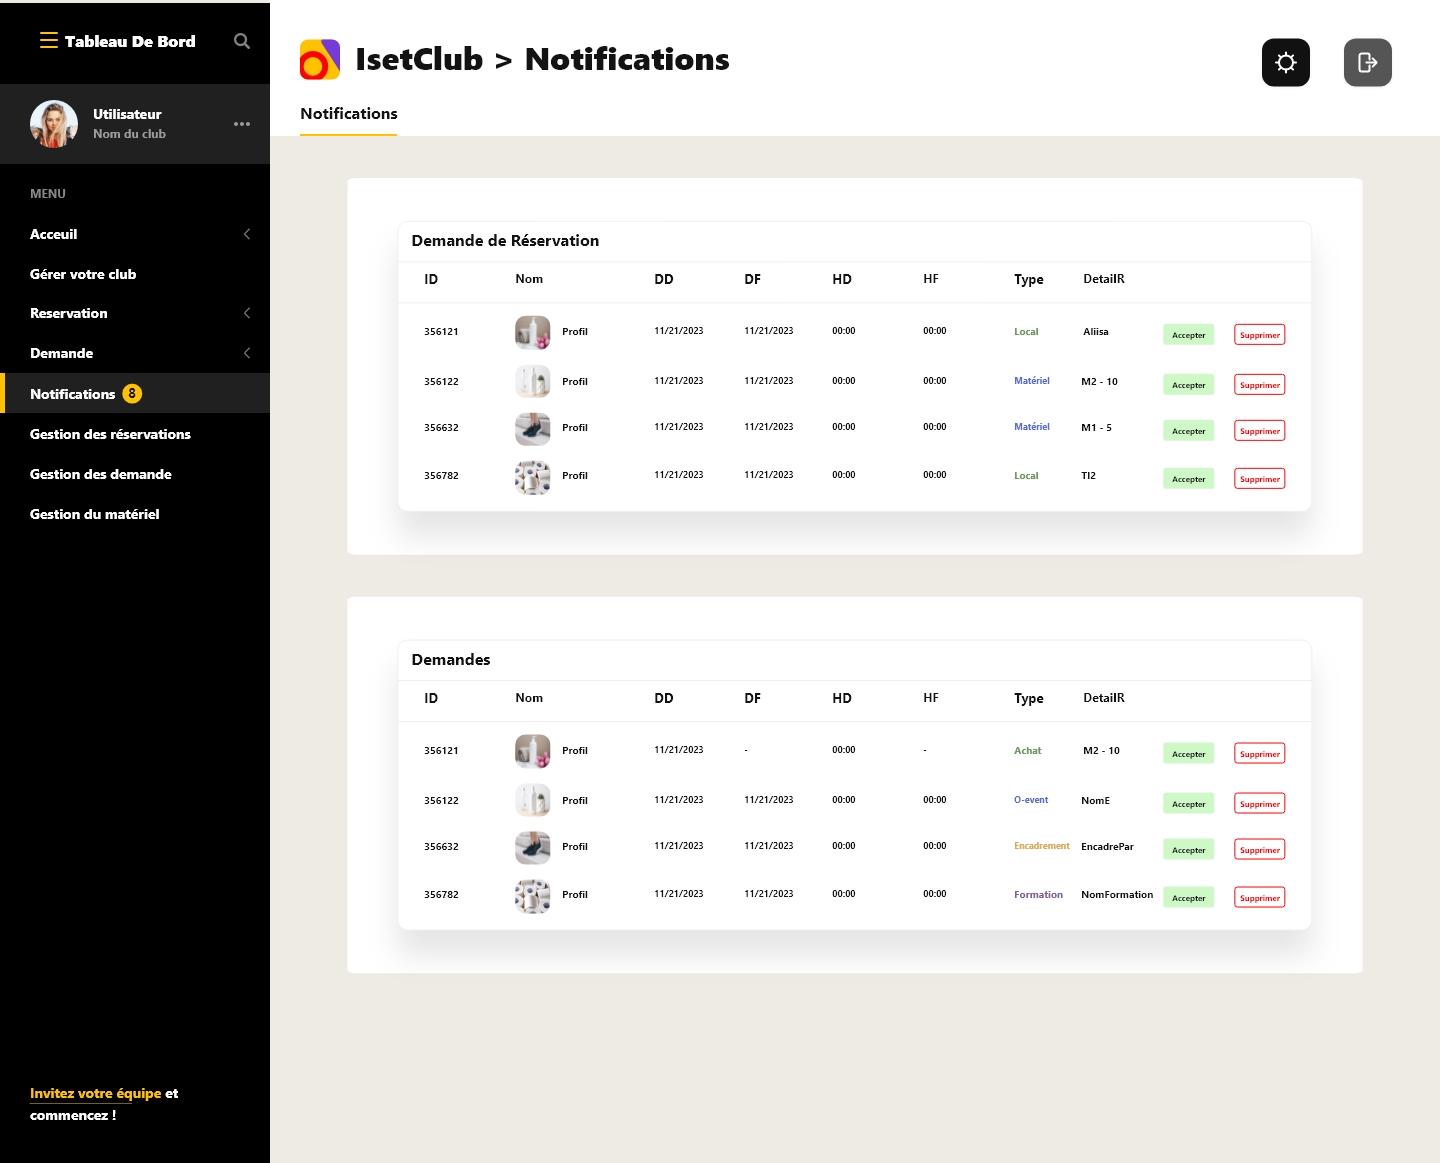 Tableau De Bord
Utilisateur
Nom du club
MENU
Acceuil
Gérer votre club
Reservation
Demande
Notifications 8
Gestion des réservations
Gestion des demande
Gestion du matériel
Invitez votre équipe et
commencez !
IsetClub > Notifications
Notifications
Demande de Réservation
ID Nom DD DF HD HF Type DetailR
356121 Profil 11/21/2023 11/21/2023 00:00 00:00 Local Aliisa Accepter Supprimer
356122 Profil 11/21/2023 11/21/2023 00:00 00:00 Matériel M2 - 10 Accepter Supprimer
356632 Profil 11/21/2023 11/21/2023 00:00 00:00 Matériel M1 - 5 Accepter Supprimer
356782 Profil 11/21/2023 11/21/2023 00:00 00:00 Local TI2 Accepter Supprimer
Demandes
ID Nom DD DF HD HF Type DetailR
356121 Profil 11/21/2023 - 00:00 - Achat M2 - 10 Accepter Supprimer
356122 Profil 11/21/2023 11/21/2023 00:00 00:00 O-event NomE Accepter Supprimer
356632 Profil 11/21/2023 11/21/2023 00:00 00:00 Encadrement EncadrePar Accepter Supprimer
356782 Profil 11/21/2023 11/21/2023 00:00 00:00 Formation NomFormation Accepter Supprimer